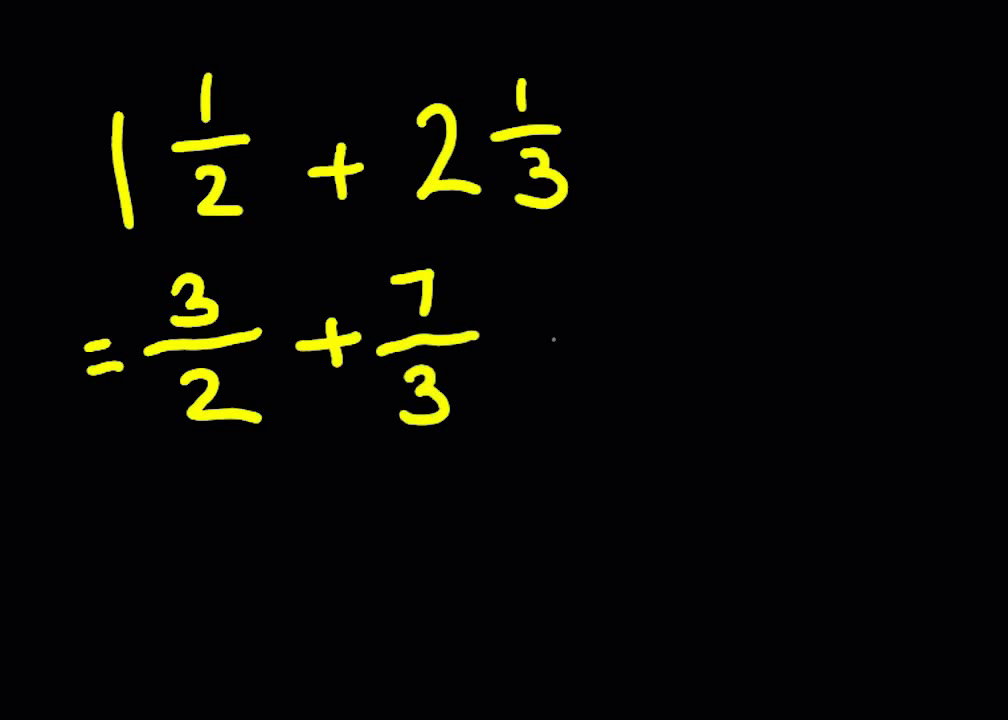 1 1/2 + 2 1/3
= 3/2 + 7/3